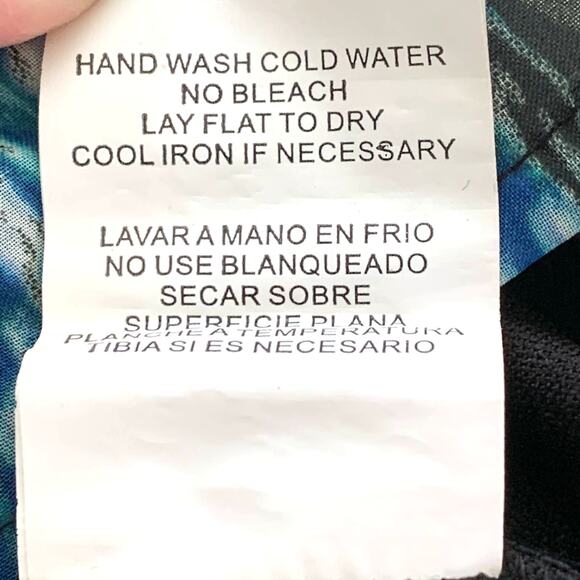 HAND WASH COLD WATER
NO BLEACH
LAY FLAT TO DRY
COOL IRON IF NECESSARY
LAVAR A MANO EN FRIO
NO USE BLANQUEADO
SECAR SOBRE
SUPERFICIE PLANA
PLANCHE A TEMPERATURA
TIBIA SI ES NECESARIO